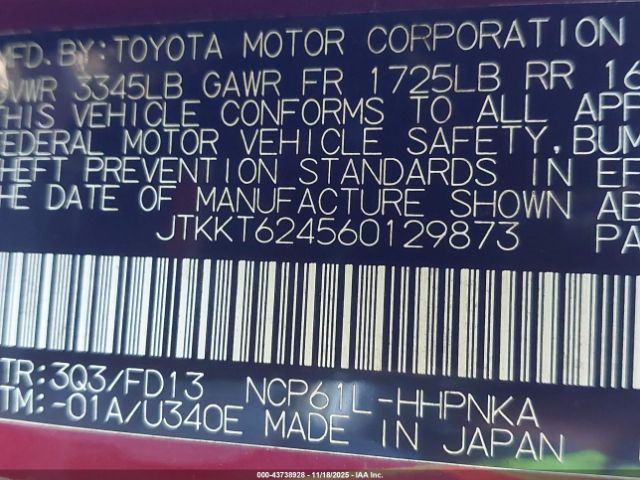 MFD. BY: TOYOTA MOTOR CORPORATION
GVWR 3345LB GAWR FR 1725LB RR 16
THIS VEHICLE CONFORMS TO ALL APP
FEDERAL MOTOR VEHICLE SAFETY, BUM
THEFT PREVENTION STANDARDS IN EF
THE DATE OF MANUFACTURE SHOWN AB
JTKKT624560129873 PA
TR: 3Q3/FD13 NCP61L-HHPNKA
TM: -01A/U340E MADE IN JAPAN
000-43738928 - 11/18/2025 - IAA Inc.